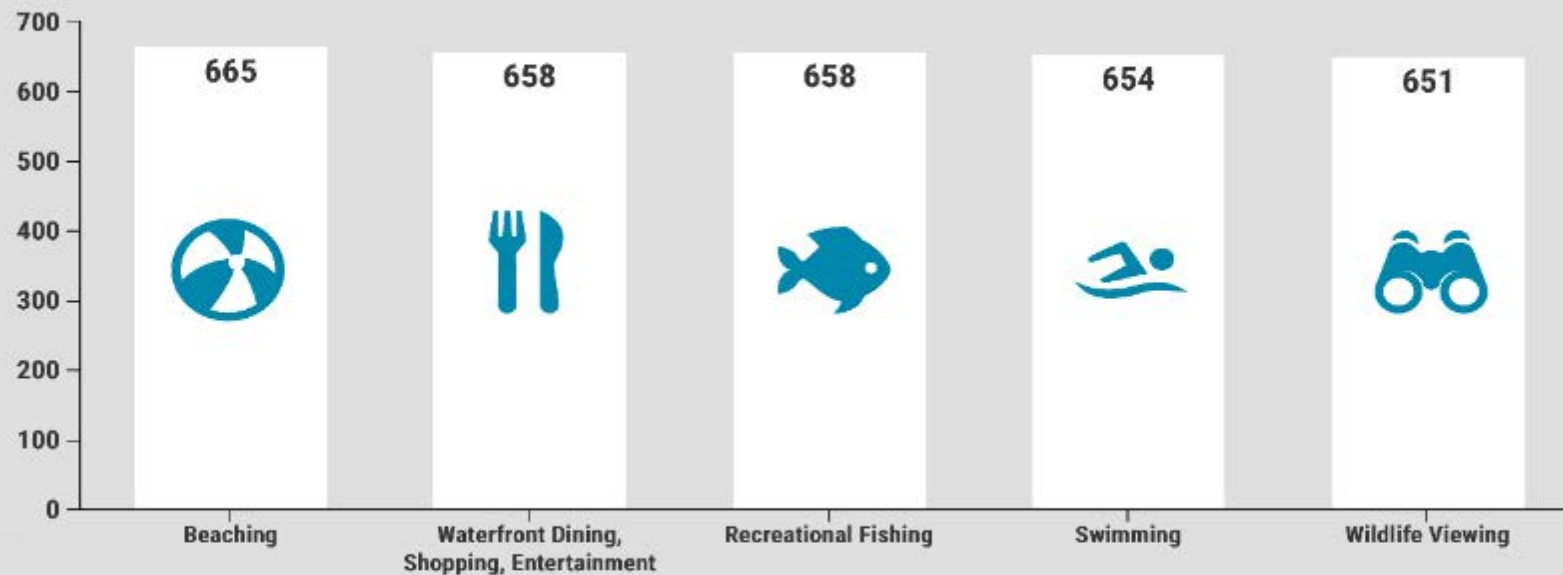 700
600
500
400
300
200
100
0
665
658
658
654
651
Beaching
Waterfront Dining,
Shopping, Entertainment
Recreational Fishing
Swimming
Wildlife Viewing